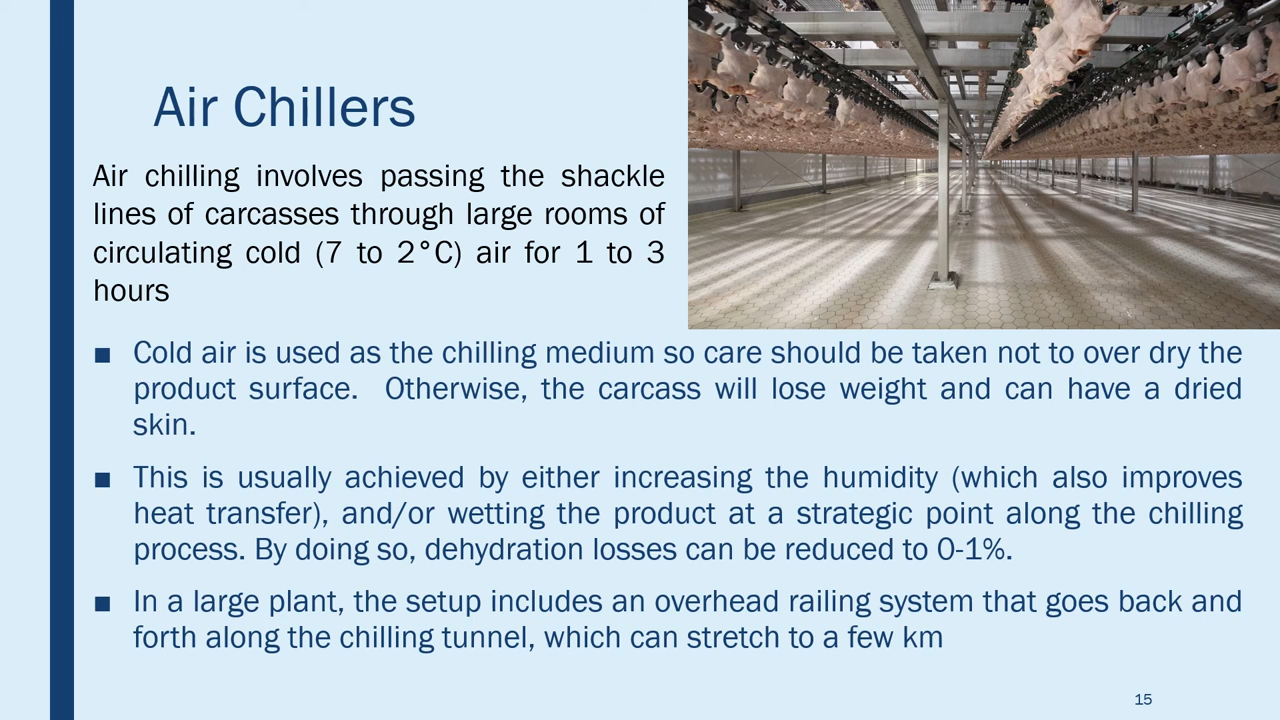 Air Chillers
Air chilling involves passing the shackle
lines of carcasses through large rooms of
circulating cold (7 to 2°C) air for 1 to 3
hours
■ Cold air is used as the chilling medium so care should be taken not to over dry the
product surface.  Otherwise, the carcass will lose weight and can have a dried
skin.
■ This is usually achieved by either increasing the humidity (which also improves
heat transfer), and/or wetting the product at a strategic point along the chilling
process. By doing so, dehydration losses can be reduced to 0-1%.
■ In a large plant, the setup includes an overhead railing system that goes back and
forth along the chilling tunnel, which can stretch to a few km
15